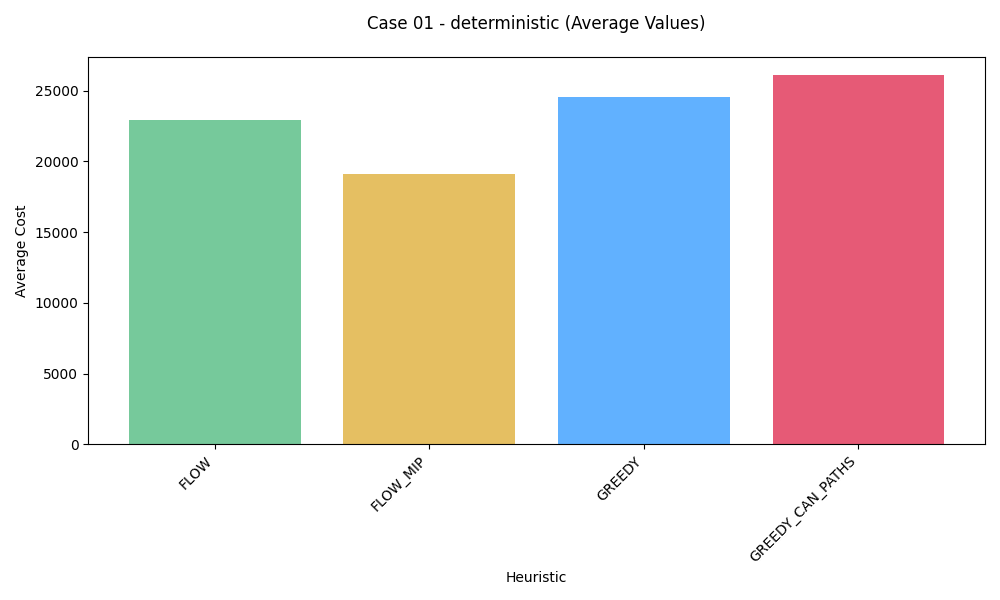 Case 01 - deterministic (Average Values)
Average Cost
25000
20000
15000
10000
5000
0
FLOW
FLOW_MIP
GREEDY
GREEDY_CAN_PATHS
Heuristic